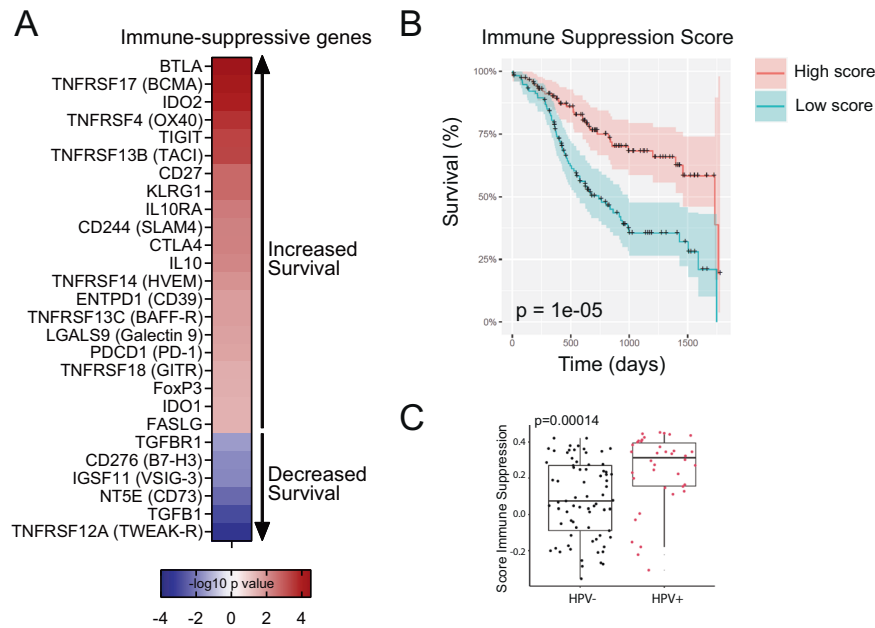 A
Immune-suppressive genes
BTLA
TNFRSF17 (BCMA)
IDO2
TNFRSF4 (OX40)
TIGIT
TNFRSF13B (TACI)
CD27
KLRG1
IL10RA
CD244 (SLAM4)
CTLA4
IL10
TNFRSF14 (HVEM)
ENTPD1 (CD39)
TNFRSF13C (BAFF-R)
LGALS9 (Galectin 9)
PDCD1 (PD-1)
TNFRSF18 (GITR)
FoxP3
IDO1
FASLG
TGFBR1
CD276 (B7-H3)
IGSF11 (VSIG-3)
NT5E (CD73)
TGFB1
TNFRSF12A (TWEAK-R)
Increased
Survival
Decreased
Survival
-log10 p value
-4 -2 0 2 4
B
Immune Suppression Score
High score
Low score
Survival (%)
100%
75%
50%
25%
0%
p = 1e-05
0 500 1000 1500
Time (days)
C
p=0.00014
Score Immune Suppression
0.4
0.2
0.0
-0.2
HPV- HPV+